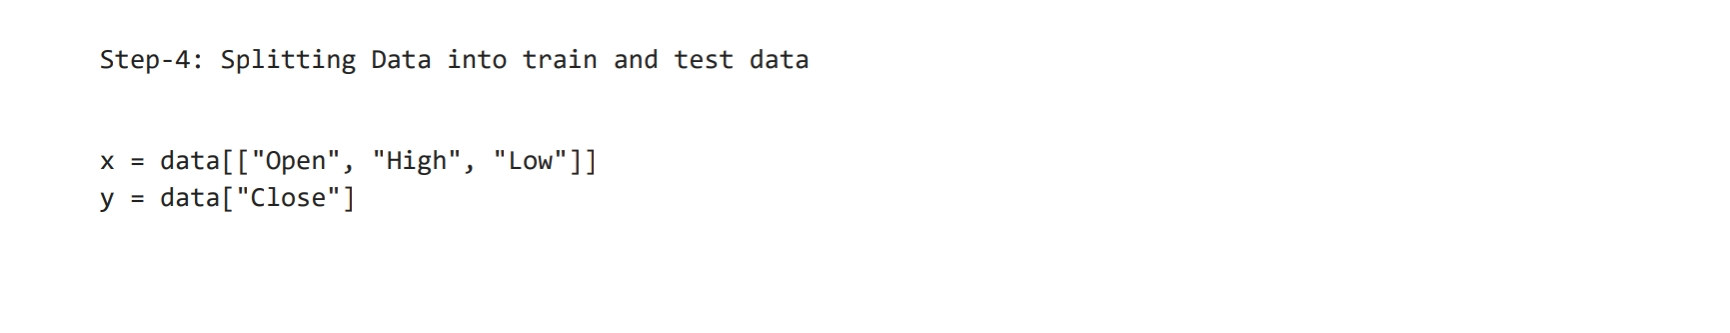 Step-4: Splitting Data into train and test data
x = data[["Open", "High", "Low"]]
y = data["Close"]